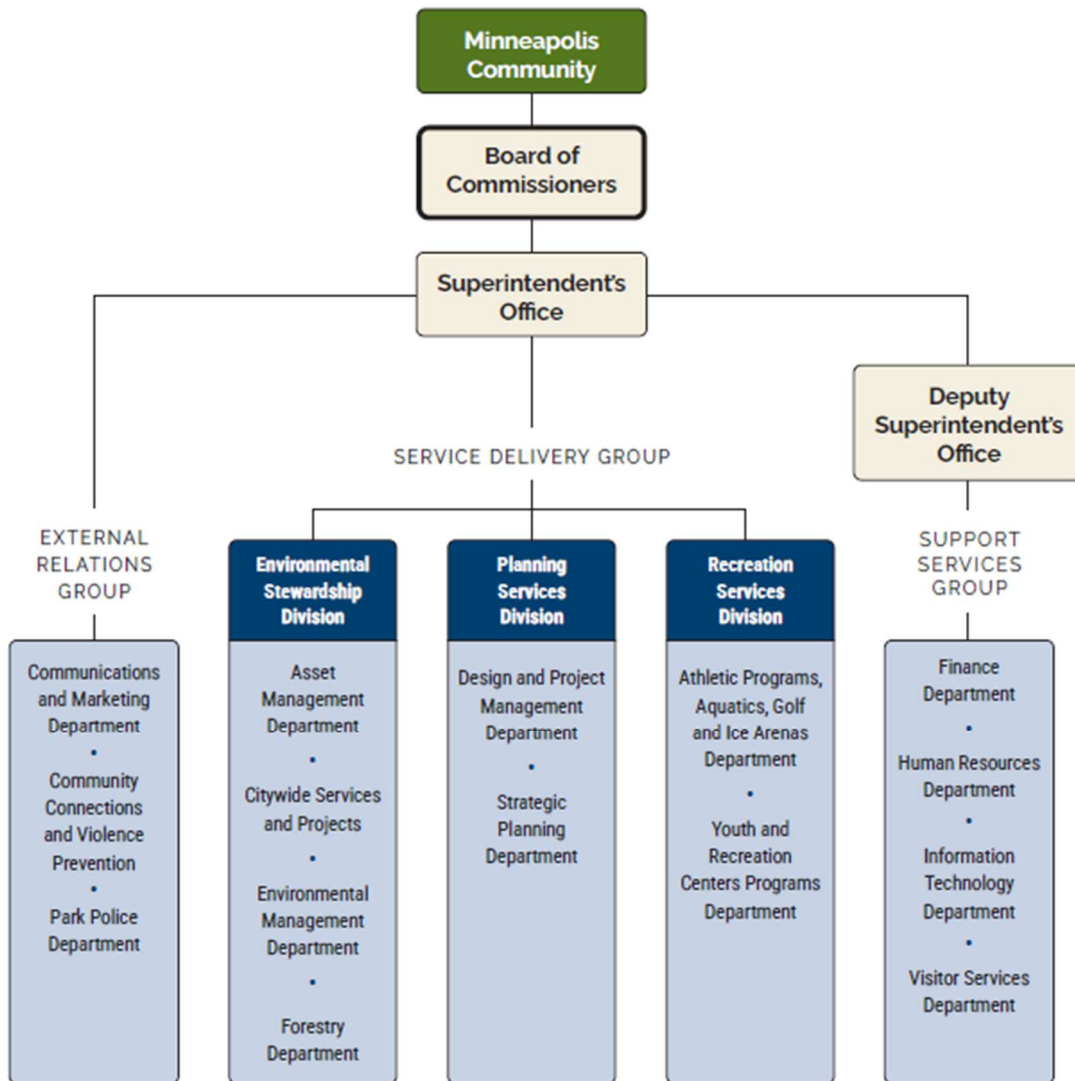 Minneapolis
Community
Board of
Commissioners
Superintendent's
Office
Deputy
Superintendent's
Office
SERVICE DELIVERY GROUP
EXTERNAL
RELATIONS
GROUP
Communications
and Marketing
Department
•
Community
Connections
and Violence
Prevention
•
Park Police
Department
Environmental
Stewardship
Division
Asset
Management
Department
•
Citywide Services
and Projects
•
Environmental
Management
Department
•
Forestry
Department
Planning
Services
Division
Design and Project
Management
Department
•
Strategic
Planning
Department
Recreation
Services
Division
Athletic Programs,
Aquatics, Golf
and Ice Arenas
Department
•
Youth and
Recreation
Centers Programs
Department
SUPPORT
SERVICES
GROUP
Finance
Department
•
Human Resources
Department
•
Information
Technology
Department
•
Visitor Services
Department